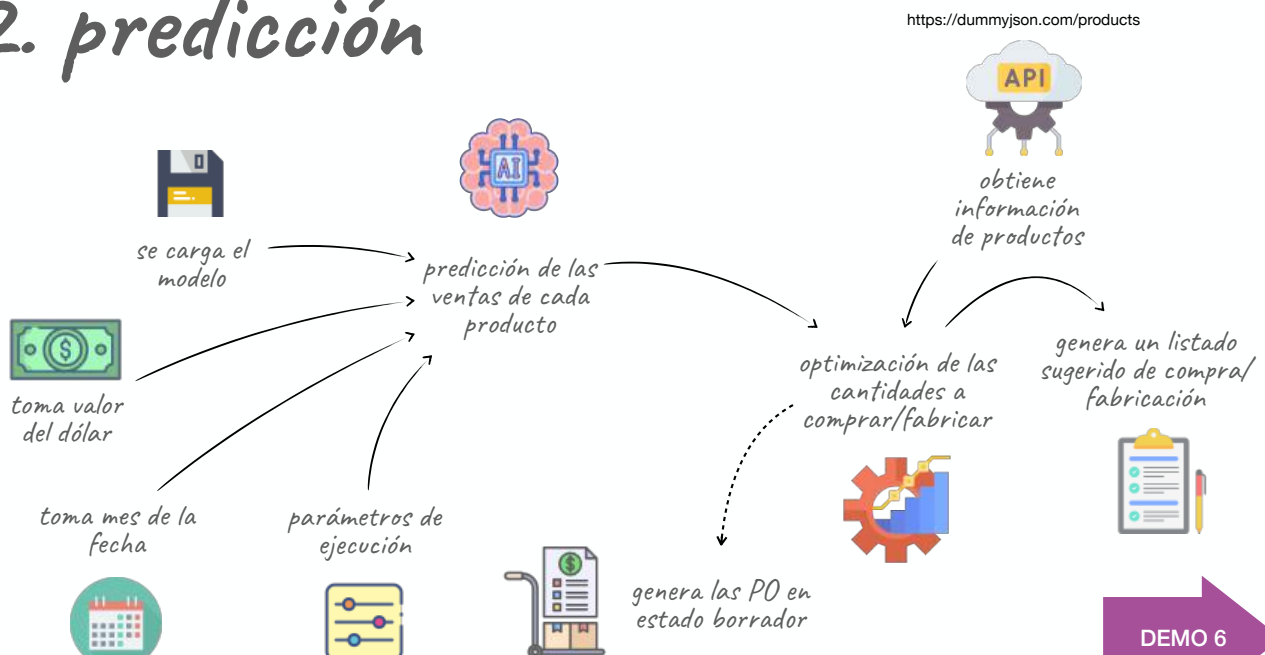 2. predicción
https://dummyjson.com/products
API
AI
obtiene
información
de productos
se carga el
modelo
predicción de las
ventas de cada
producto
toma valor
del dólar
optimización de las
cantidades a
comprar/fabricar
genera un listado
sugerido de compra/
fabricación
toma mes de la
fecha
parámetros de
ejecución
genera las PO en
estado borrador
DEMO 6